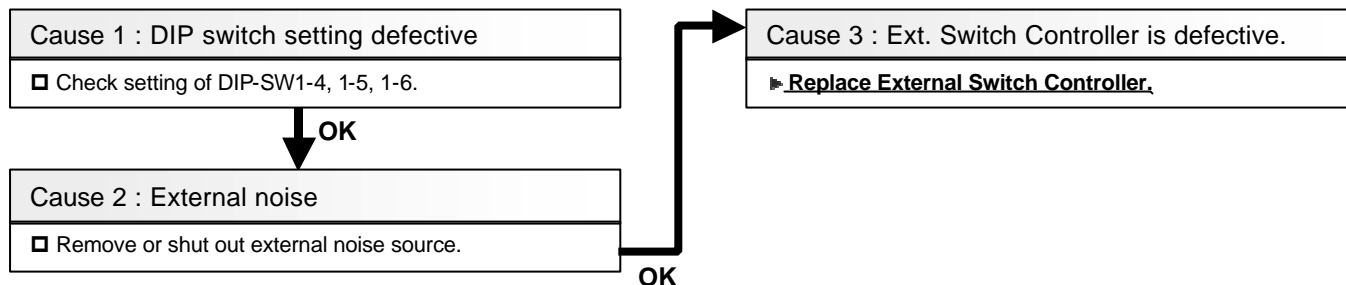 Cause 1 : DIP switch setting defective
Check setting of DIP-SW1-4, 1-5, 1-6.
OK
Cause 2 : External noise
Remove or shut out external noise source.
OK
Cause 3 : Ext. Switch Controller is defective.
Replace External Switch Controller.